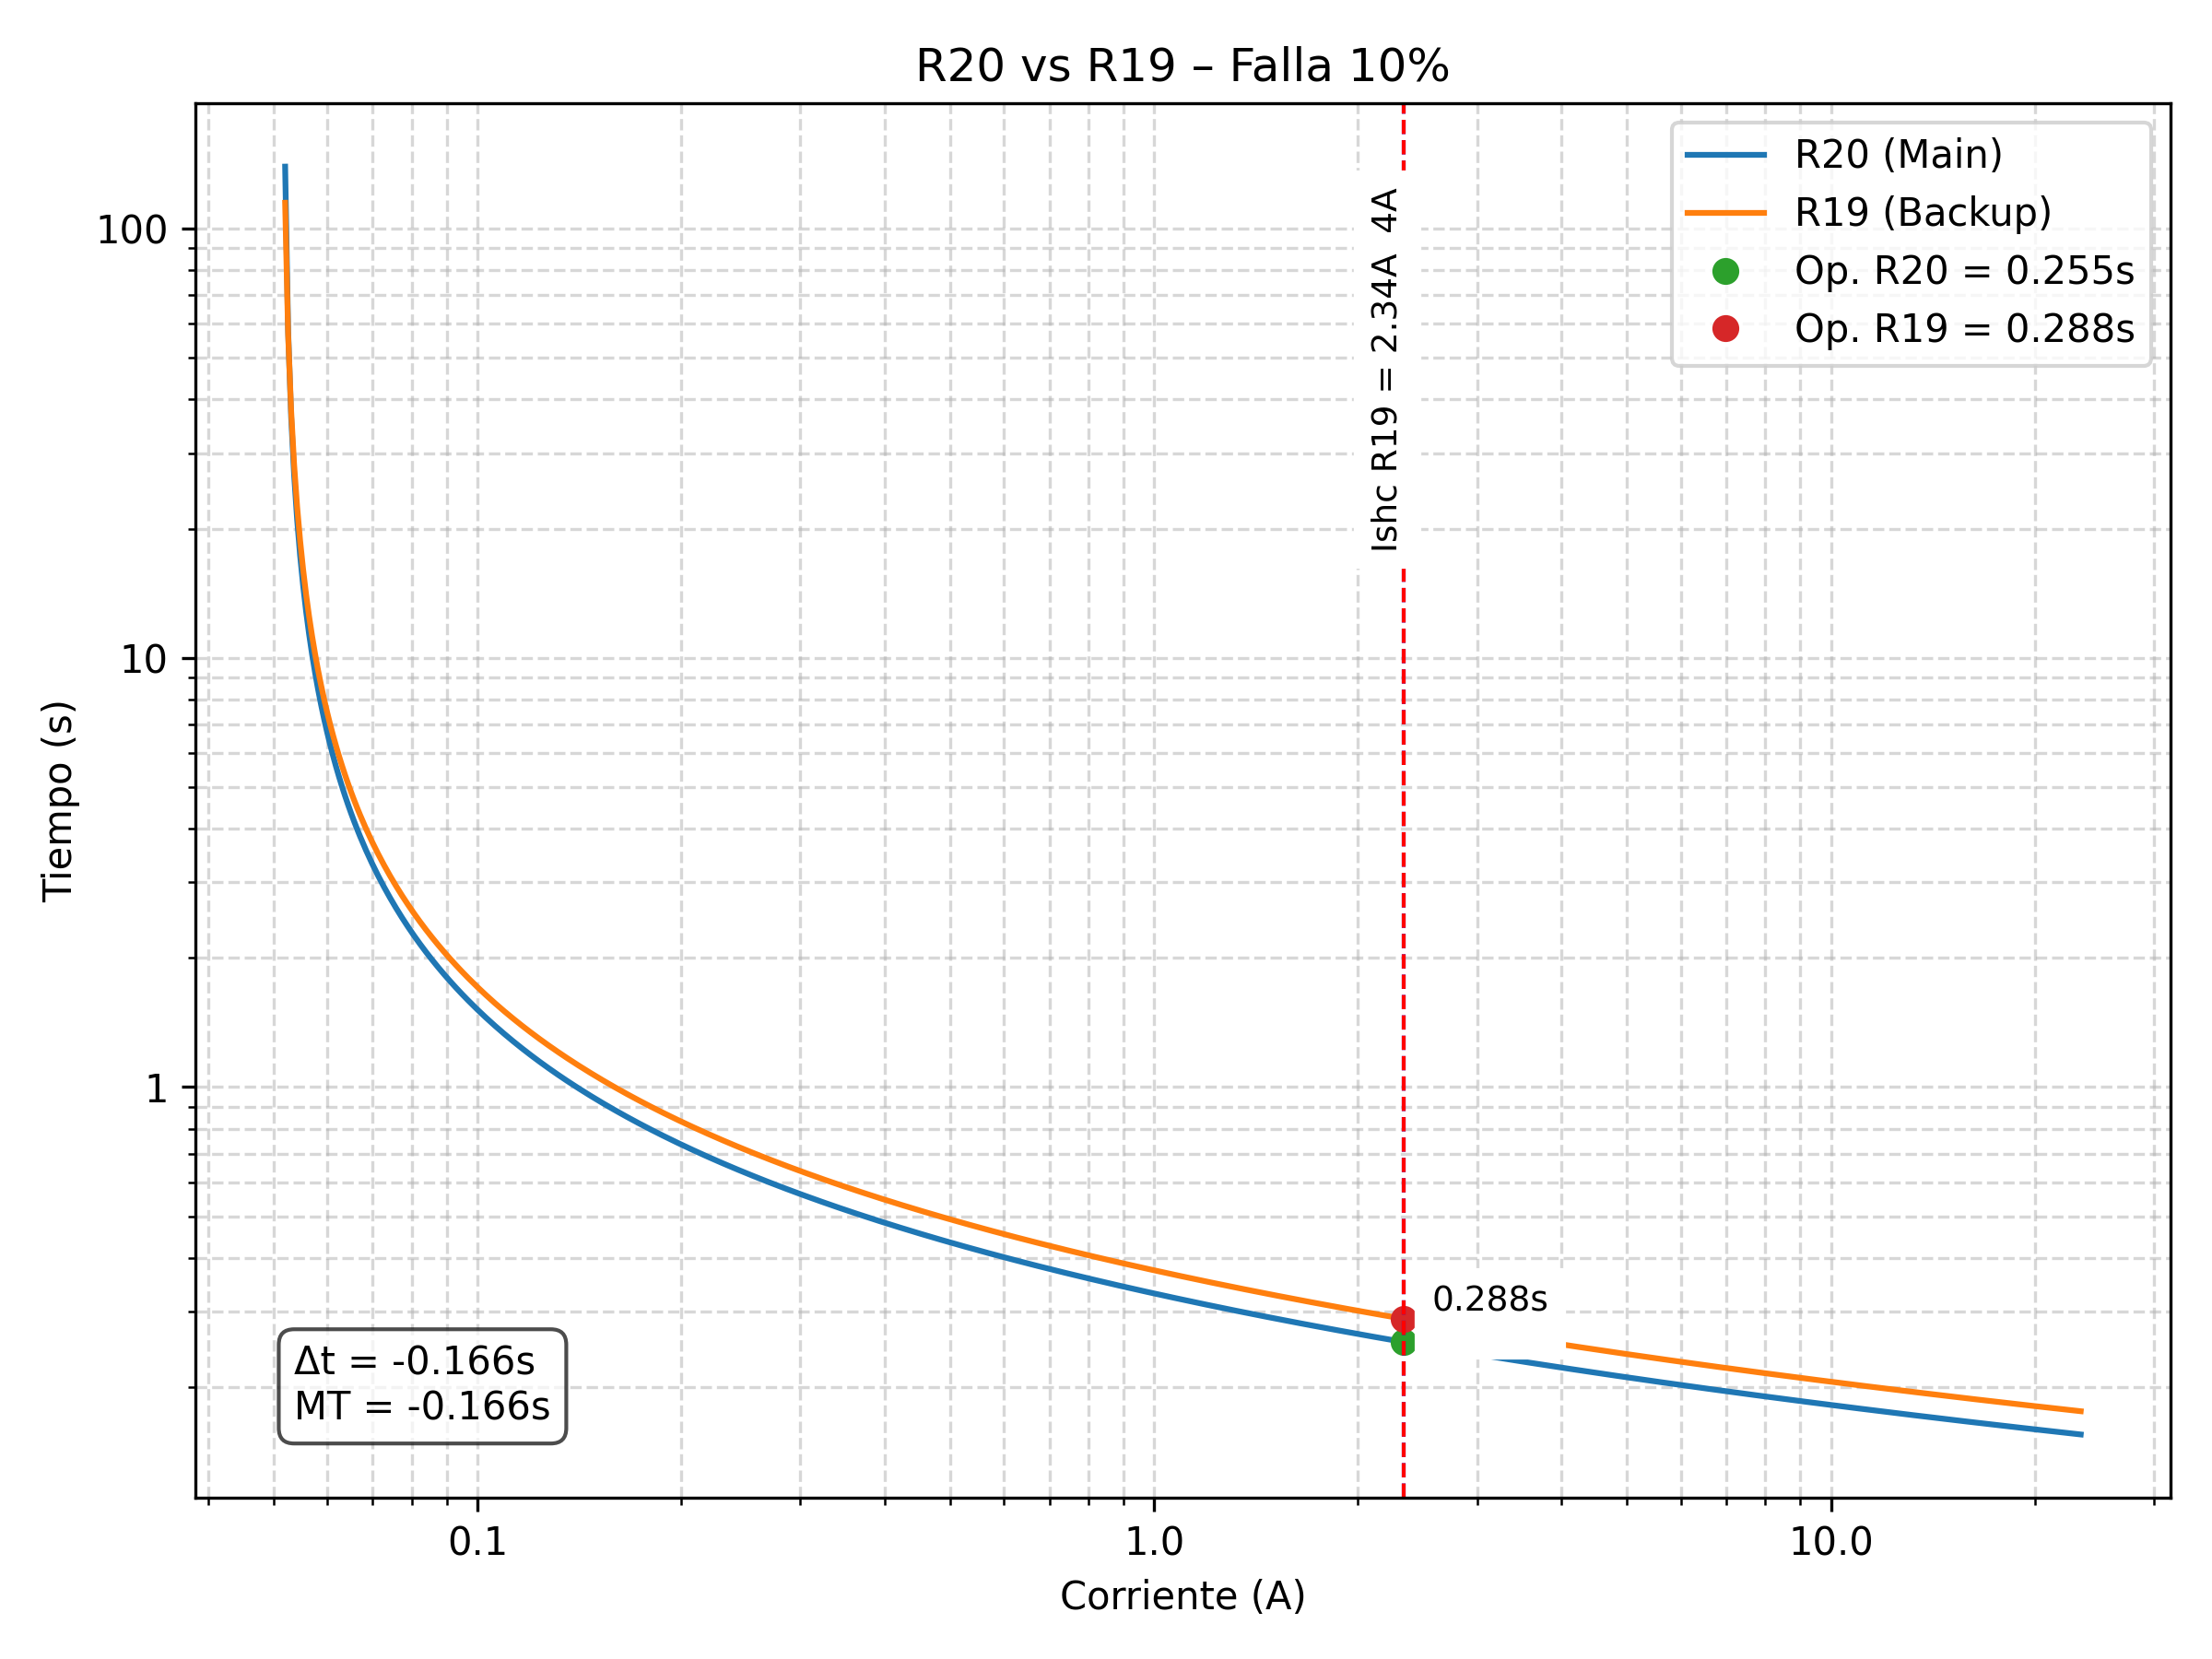 R20 vs R19 – Falla 10%
R20 (Main)
R19 (Backup)
Op. R20 = 0.255s
Op. R19 = 0.288s
Ishc R19 = 2.34A 4A
100
10
1
Tiempo (s)
0.288s
Δt = -0.166s
MT = -0.166s
0.1
1.0
10.0
Corriente (A)